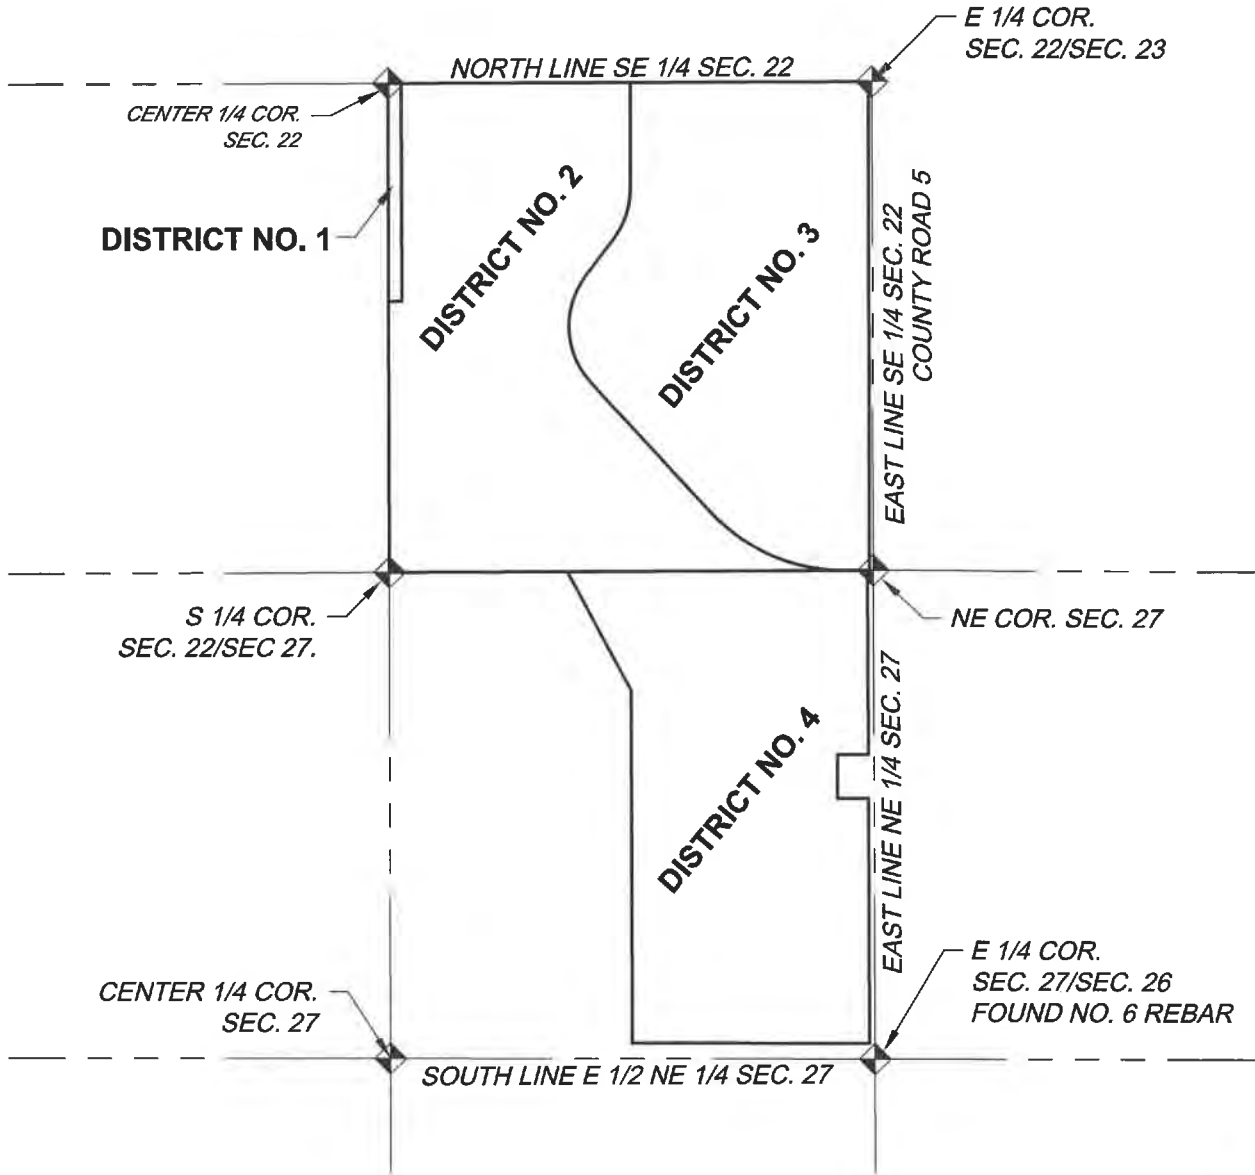 E 1/4 COR.
SEC. 22/SEC. 23
NORTH LINE SE 1/4 SEC. 22
CENTER 1/4 COR.
SEC. 22
DISTRICT NO. 1
DISTRICT NO. 2
DISTRICT NO. 3
EAST LINE SE 1/4 SEC. 22
COUNTY ROAD 5
S 1/4 COR.
SEC. 22/SEC 27.
NE COR. SEC. 27
DISTRICT NO. 4
EAST LINE NE 1/4 SEC. 27
CENTER 1/4 COR.
SEC. 27
E 1/4 COR.
SEC. 27/SEC. 26
FOUND NO. 6 REBAR
SOUTH LINE E 1/2 NE 1/4 SEC. 27